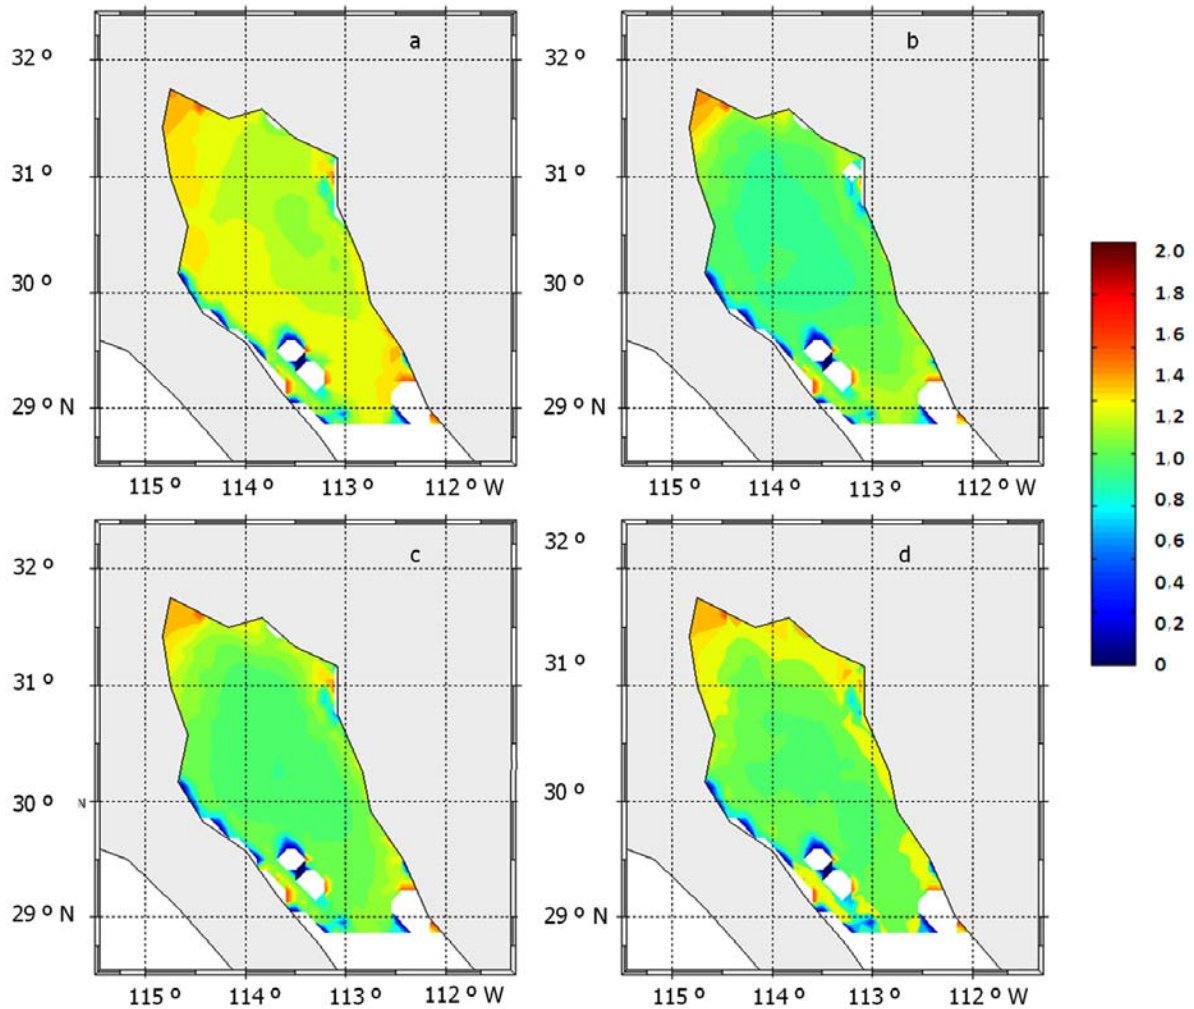 a
32 º
31 º
30 º
29 º N
115 º 114 º 113 º 112 º W
b
32 º
31 º
30 º
29 º N
115 º 114 º 113 º 112 º W
c
32 º
31 º
30 º
N
29 º N
115 º 114 º 113 º 112 º W
d
32 º
31 º
30 º
29 º N
115 º 114 º 113 º 112 º W
2.0
1.8
1.6
1.4
1.2
1.0
0.8
0.6
0.4
0.2
0